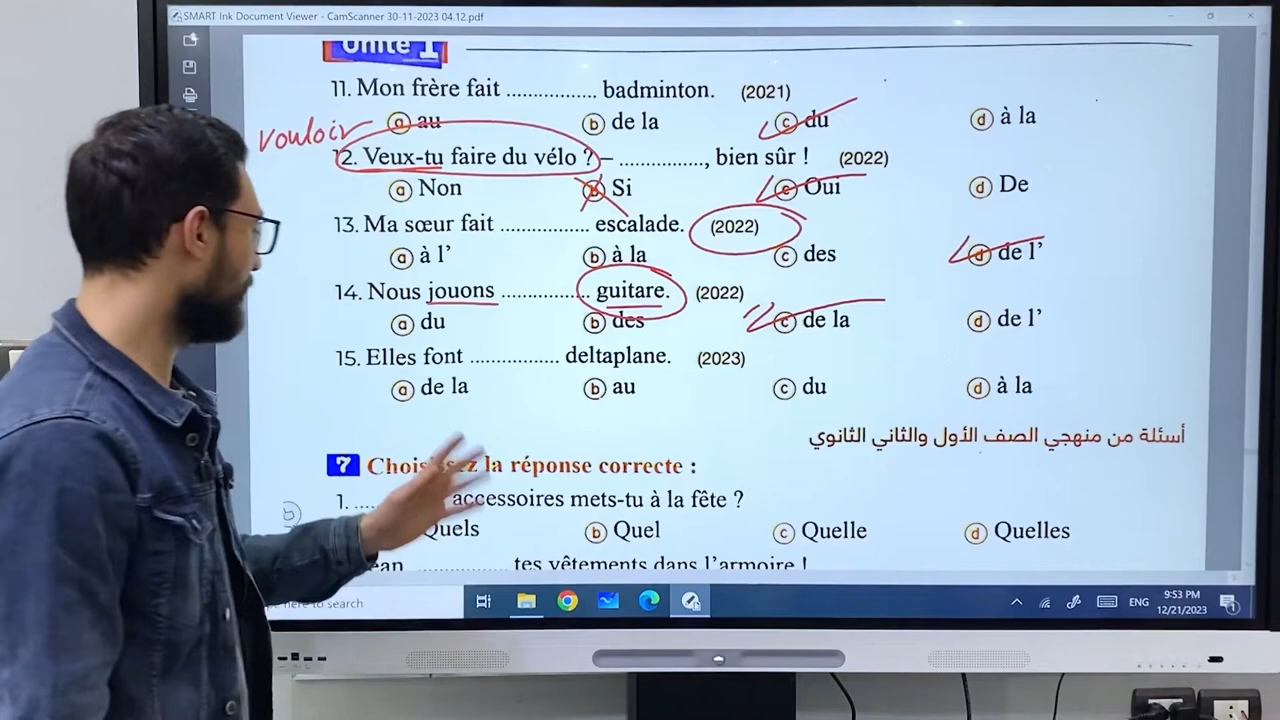 SMART Ink Document Viewer - CamScanner 30-11-2023 04.12.pdf
Unité 1
11. Mon frère fait ................. badminton. (2021)
a au b de la c du d à la
vouloir
12. Veux-tu faire du vélo ? – ................, bien sûr ! (2022)
a Non b Si c Oui d De
13. Ma sœur fait ................. escalade. (2022)
a à l’ b à la c des d de l’
14. Nous jouons ................. guitare. (2022)
a du b des c de la d de l’
15. Elles font ................. deltaplane. (2023)
a de la b au c du d à la
أسئلة من منهجي الصف الأول والثاني الثانوي
7 Choisissez la réponse correcte :
1. .... accessoires mets-tu à la fête ?
Quels b Quel c Quelle d Quelles
................. tes vêtements dans l’armoire !
here to search
ENG
9:53 PM
12/21/2023